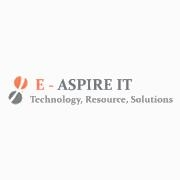 E - ASPIRE IT
Technology, Resource, Solutions